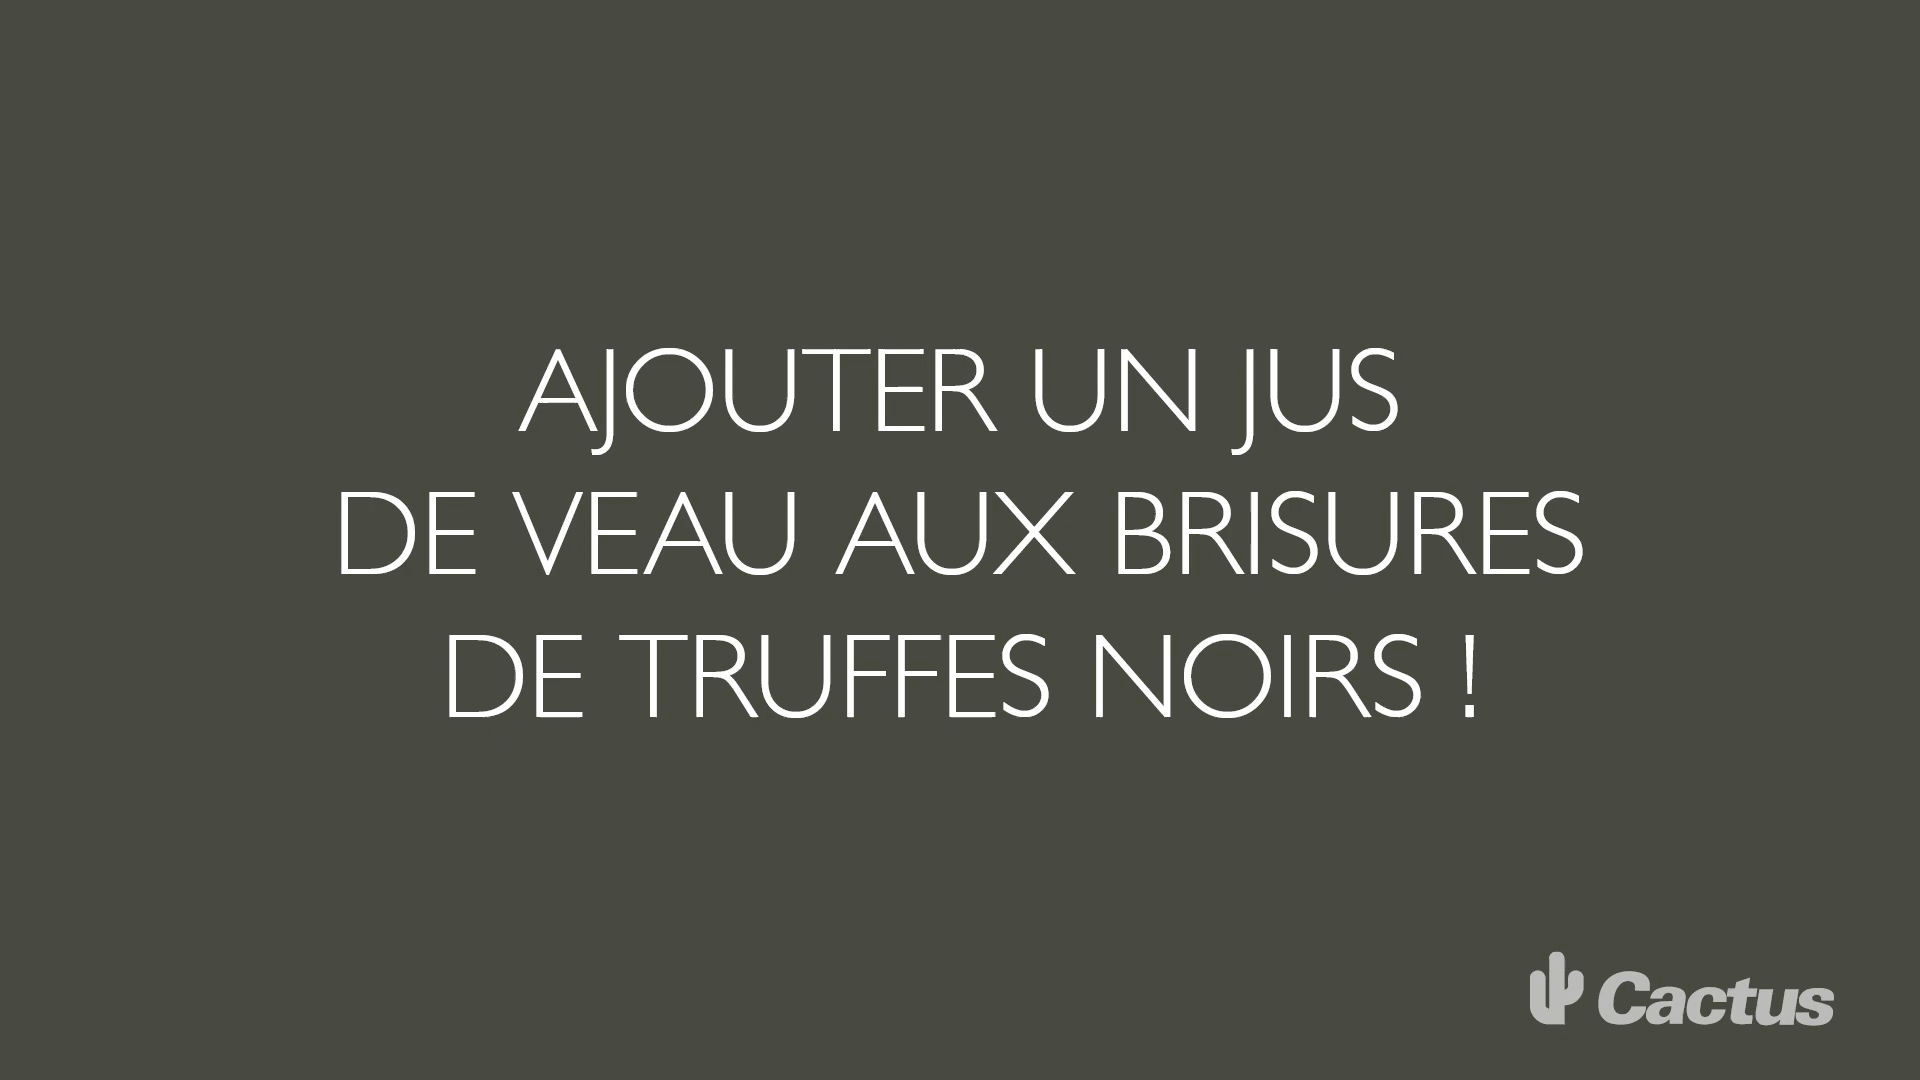 AJOUTER UN JUS
DE VEAU AUX BRISURES
DE TRUFFES NOIRS !
Cactus